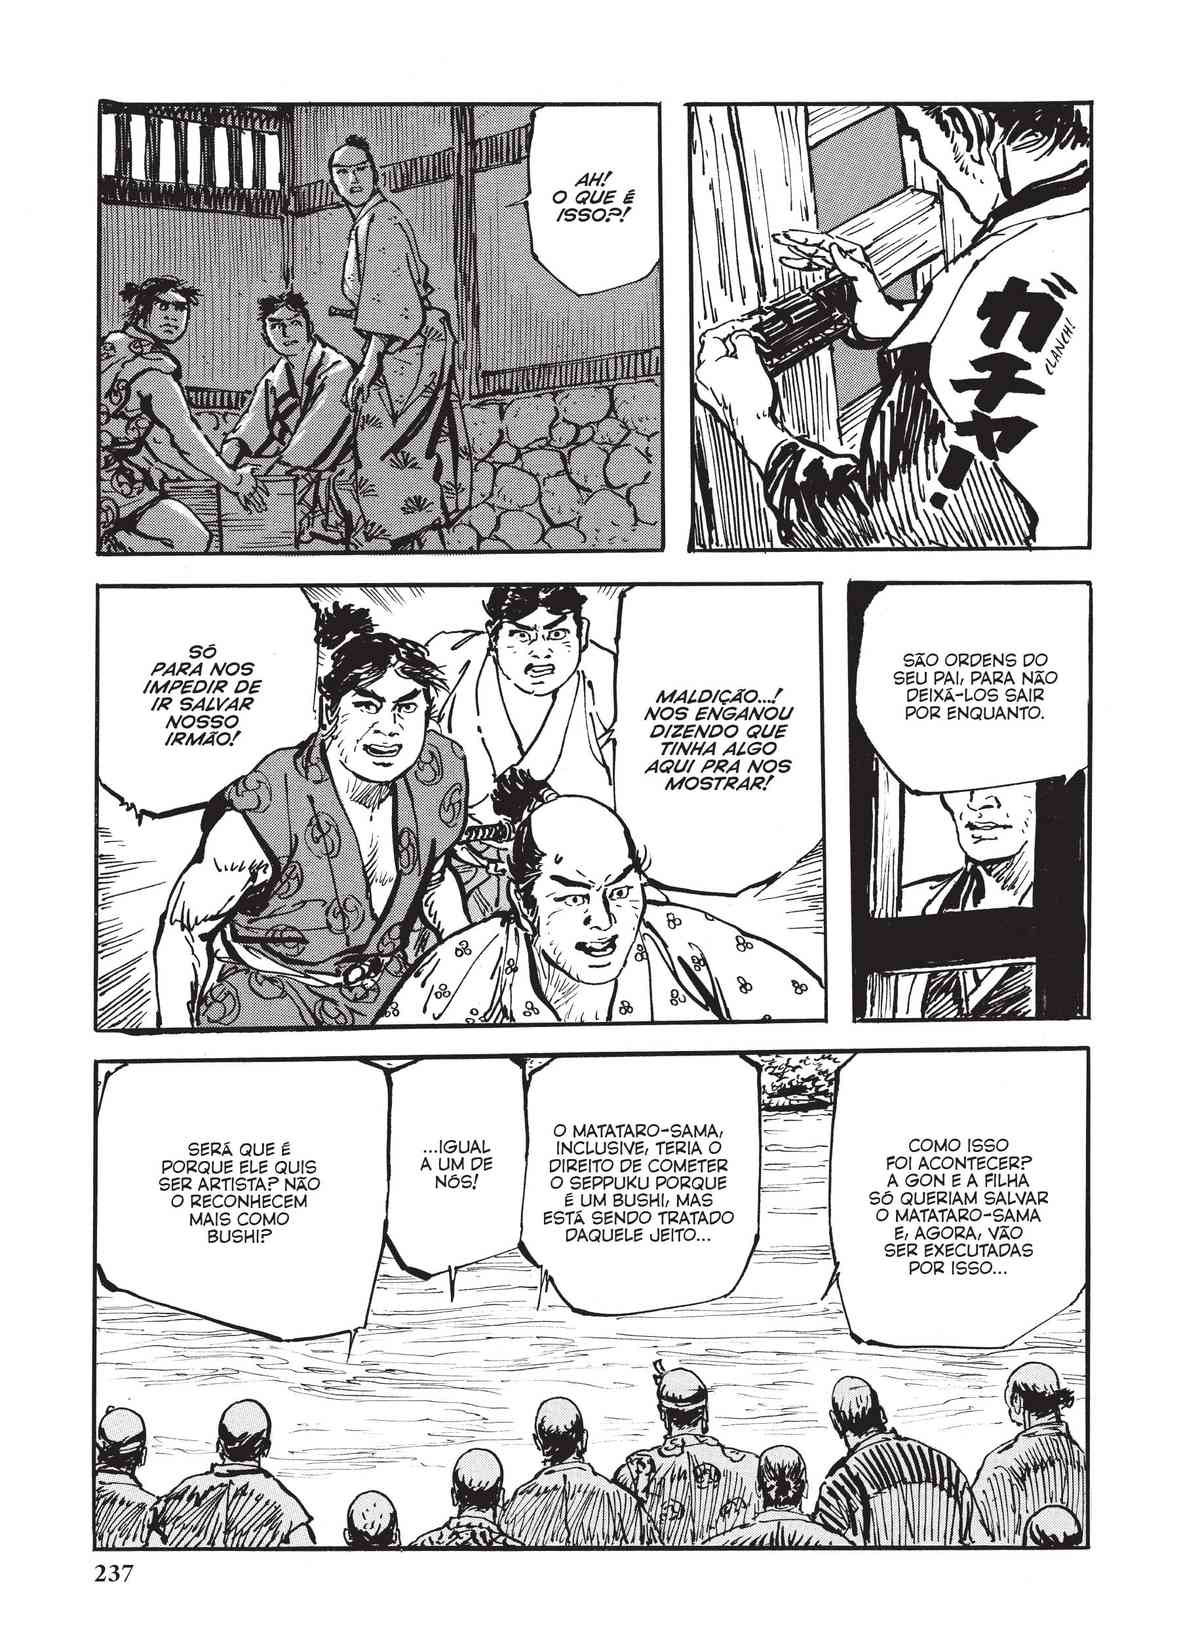 ガチャー!
CLANCH!
AH!
O QUE É
ISSO?!
SÃO ORDENS DO
SEU PAI, PARA NÃO
DEIXÁ-LOS SAIR
POR ENQUANTO.
MALDIÇÃO...!
NOS ENGANOU
DIZENDO QUE
TINHA ALGO
AQUI PRA NOS
MOSTRAR!
SÓ
PARA NOS
IMPEDIR DE
IR SALVAR
NOSSO
IRMÃO!
COMO ISSO
FOI ACONTECER?
A GON E A FILHA
SÓ QUERIAM SALVAR
O MATATARO-SAMA
E, AGORA, VÃO
SER EXECUTADAS
POR ISSO...
O MATATARO-SAMA,
INCLUSIVE, TERIA O
DIREITO DE COMETER
O SEPPUKU PORQUE
É UM BUSHI, MAS
ESTÁ SENDO TRATADO
DAQUELE JEITO...
...IGUAL
A UM DE
NÓS!
SERÁ QUE É
PORQUE ELE QUIS
SER ARTISTA? NÃO
O RECONHECEM
MAIS COMO
BUSHI?
237